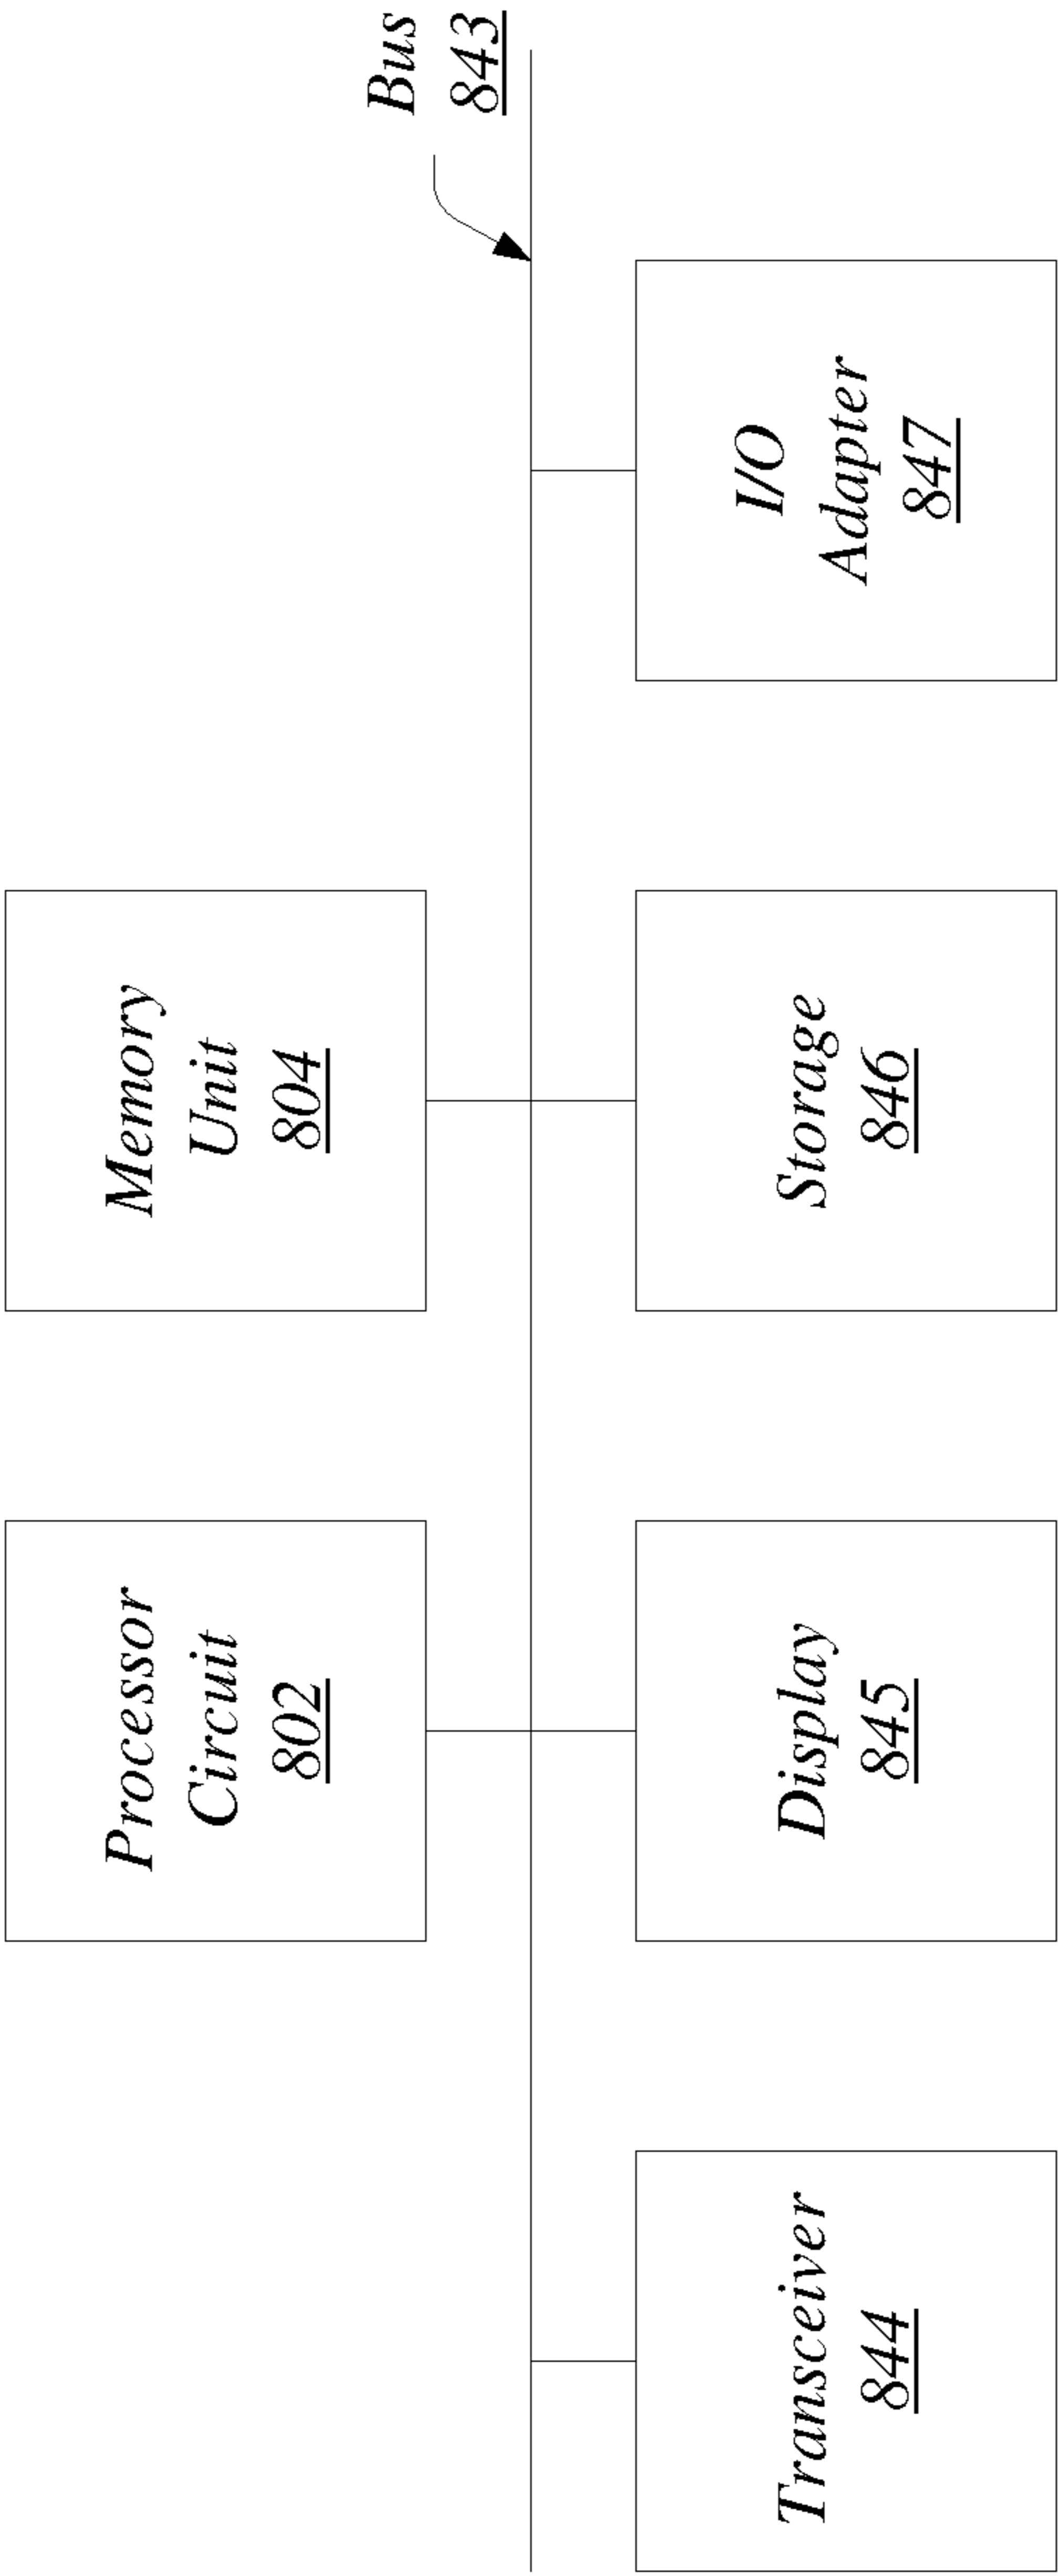 Processor
Circuit
802
Memory
Unit
804
Bus
843
Transceiver
844
Display
845
Storage
846
I/O
Adapter
847